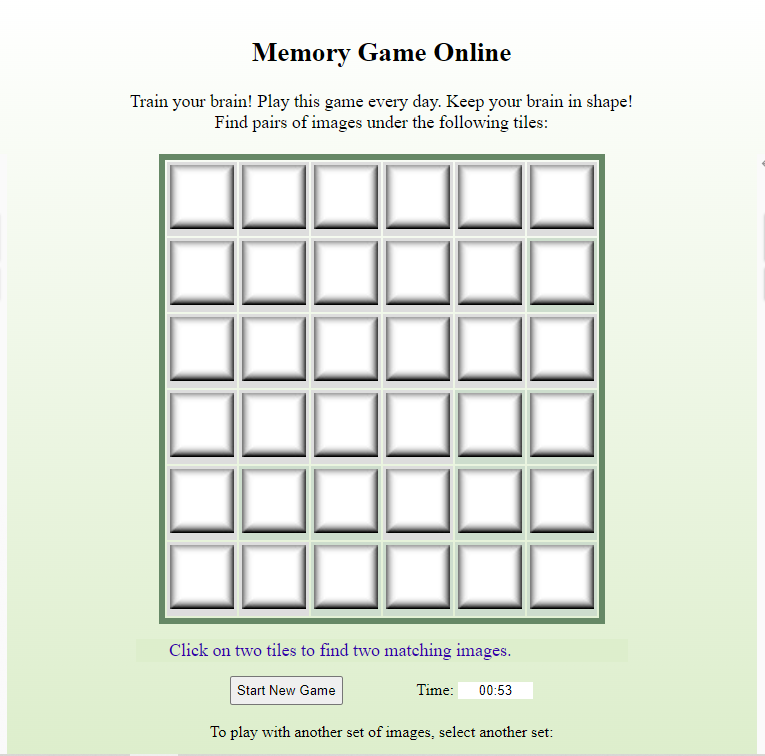 Memory Game Online
Train your brain! Play this game every day. Keep your brain in shape!
Find pairs of images under the following tiles:
Click on two tiles to find two matching images.
Start New Game
Time: 00:53
To play with another set of images, select another set: